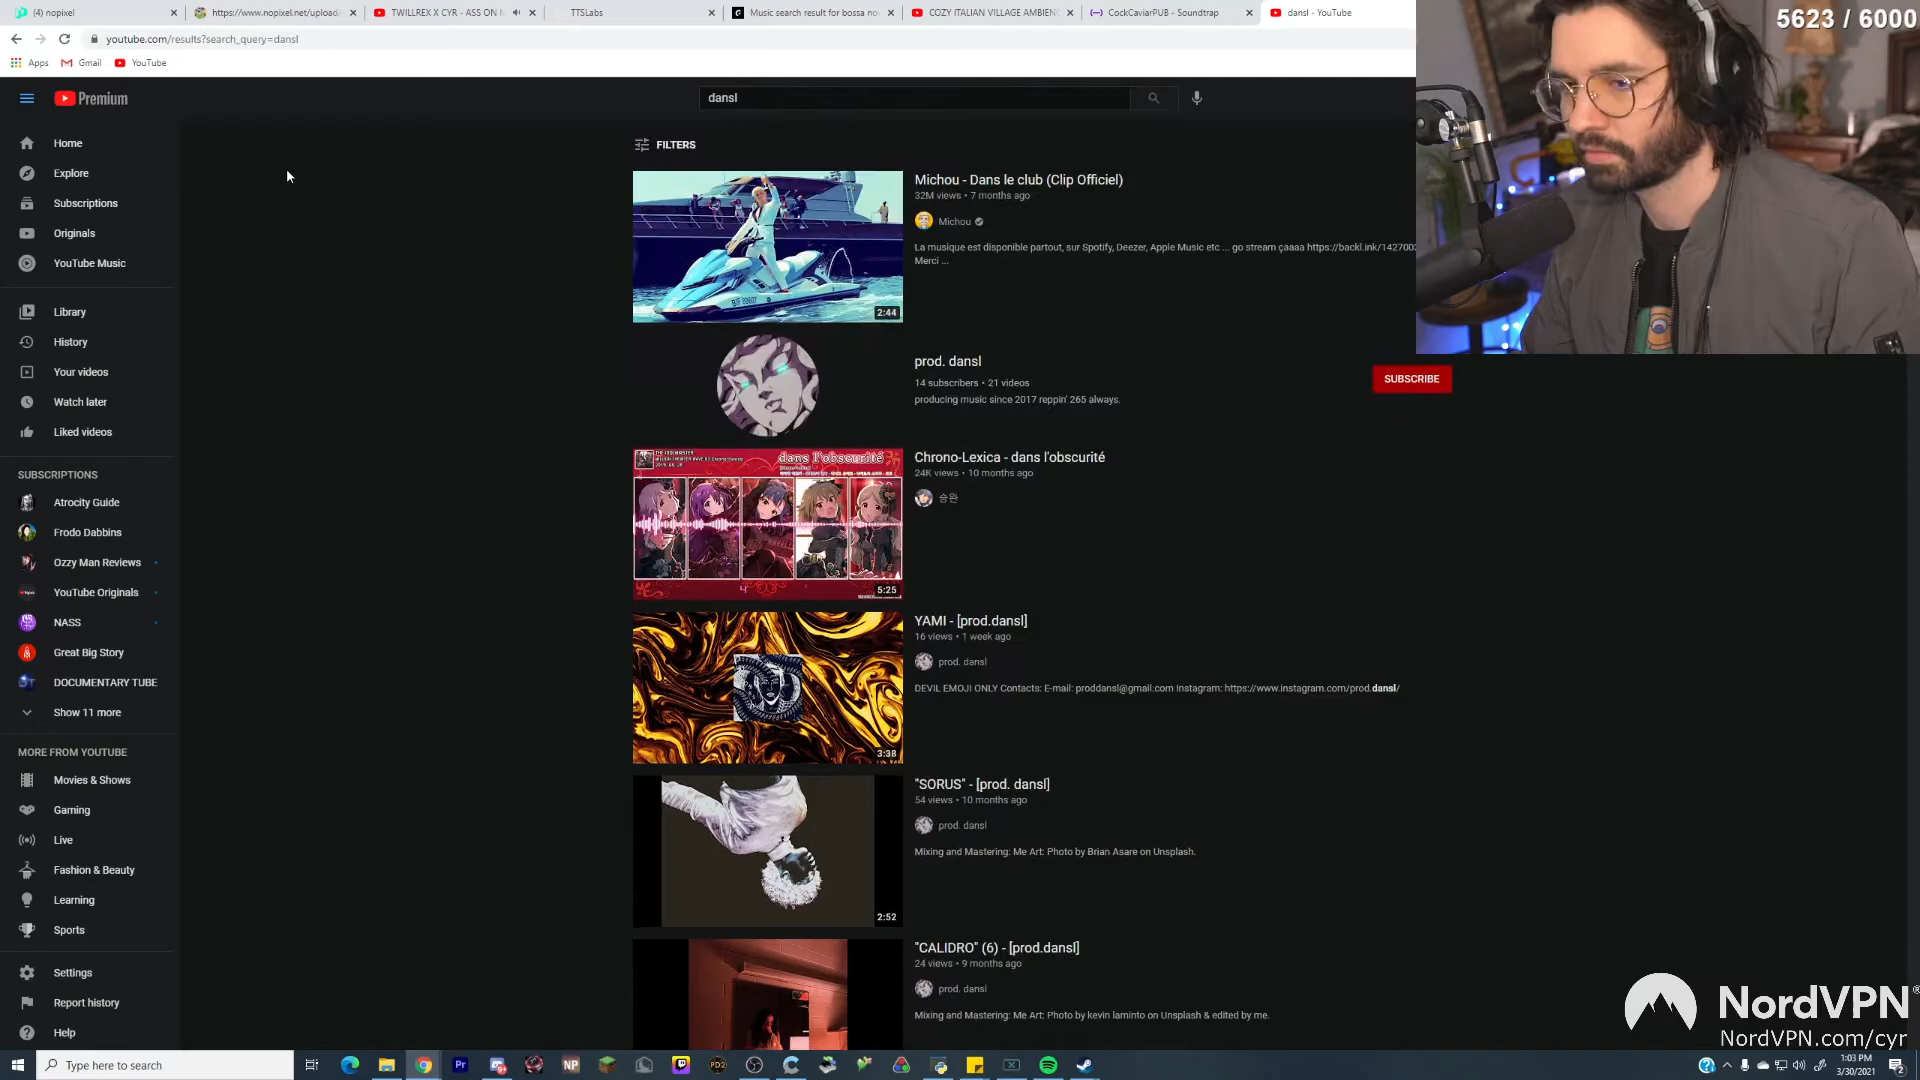 (4) nopixel
https://www.nopixel.net/upload/
TWILLREX X CYR - ASS ON M
TTSLabs
Music search result for bossa no
COZY ITALIAN VILLAGE AMBIENC
CockCaviarPUB - Soundtrap
dansl - YouTube
5623 / 6000
youtube.com/results?search_query=dansl
Apps
Gmail
YouTube
Premium
dansl
Home
Explore
Subscriptions
Originals
YouTube Music
Library
History
Your videos
Watch later
Liked videos
SUBSCRIPTIONS
Atrocity Guide
Frodo Dabbins
Ozzy Man Reviews
YouTube Originals
NASS
Great Big Story
DOCUMENTARY TUBE
Show 11 more
MORE FROM YOUTUBE
Movies & Shows
Gaming
Live
Fashion & Beauty
Learning
Sports
Settings
Report history
Help
FILTERS
Michou - Dans le club (Clip Officiel)
32M views • 7 months ago
Michou
La musique est disponible partout, sur Spotify, Deezer, Apple Music etc ... go stream çaaaa https://backl.ink/1427003
Merci ...
2:44
prod. dansl
14 subscribers • 21 videos
producing music since 2017 reppin' 265 always.
SUBSCRIBE
dans l'obscurité
5:25
Chrono-Lexica - dans l'obscurité
24K views • 10 months ago
승완
YAMI - [prod.dansl]
16 views • 1 week ago
prod. dansl
DEVIL EMOJI ONLY Contacts: E-mail: proddansl@gmail.com Instagram: https://www.instagram.com/prod.dansl/
3:38
"SORUS" - [prod. dansl]
54 views • 10 months ago
prod. dansl
Mixing and Mastering: Me Art: Photo by Brian Asare on Unsplash.
2:52
"CALIDRO" (6) - [prod.dansl]
24 views • 9 months ago
prod. dansl
Mixing and Mastering: Me Art: Photo by kevin laminto on Unsplash & edited by me.
NordVPN®
NordVPN.com/cyr
Type here to search
Pr
NP
PD2
1:03 PM
3/30/2021